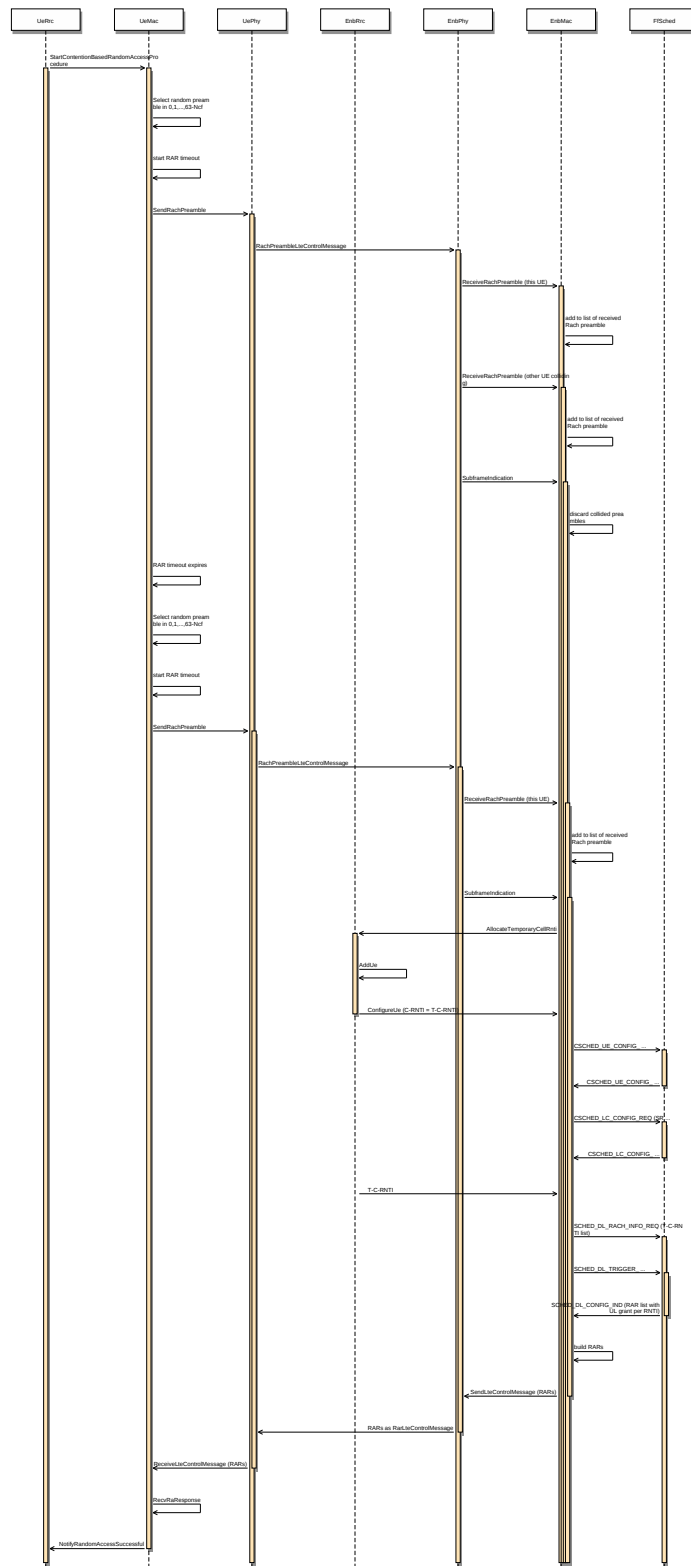 UeRrc
UeMac
UePhy
EnbRrc
EnbPhy
EnbMac
FfSched
StartContentionBasedRandomAccessPro
cedure
Select random pream
ble in 0,1,...,63-Ncf
start RAR timeout
SendRachPreamble
RachPreambleLteControlMessage
ReceiveRachPreamble (this UE)
add to list of received
Rach preamble
ReceiveRachPreamble (other UE collidin
g)
add to list of received
Rach preamble
SubframeIndication
discard collided prea
mbles
RAR timeout expires
Select random pream
ble in 0,1,...,63-Ncf
start RAR timeout
SendRachPreamble
RachPreambleLteControlMessage
ReceiveRachPreamble (this UE)
add to list of received
Rach preamble
SubframeIndication
AllocateTemporaryCellRnti
AddUe
ConfigureUe (C-RNTI = T-C-RNTI)
CSCHED_UE_CONFIG_ ...
CSCHED_UE_CONFIG_ ...
CSCHED_LC_CONFIG_REQ (SR...
CSCHED_LC_CONFIG_ ...
T-C-RNTI
SCHED_DL_RACH_INFO_REQ (T-C-RN
TI list)
SCHED_DL_TRIGGER_ ...
SCHED_DL_CONFIG_IND (RAR list with
UL grant per RNTI)
build RARs
SendLteControlMessage (RARs)
RARs as RarLteControlMessage
ReceiveLteControlMessage (RARs)
RecvRaResponse
NotifyRandomAccessSuccessful